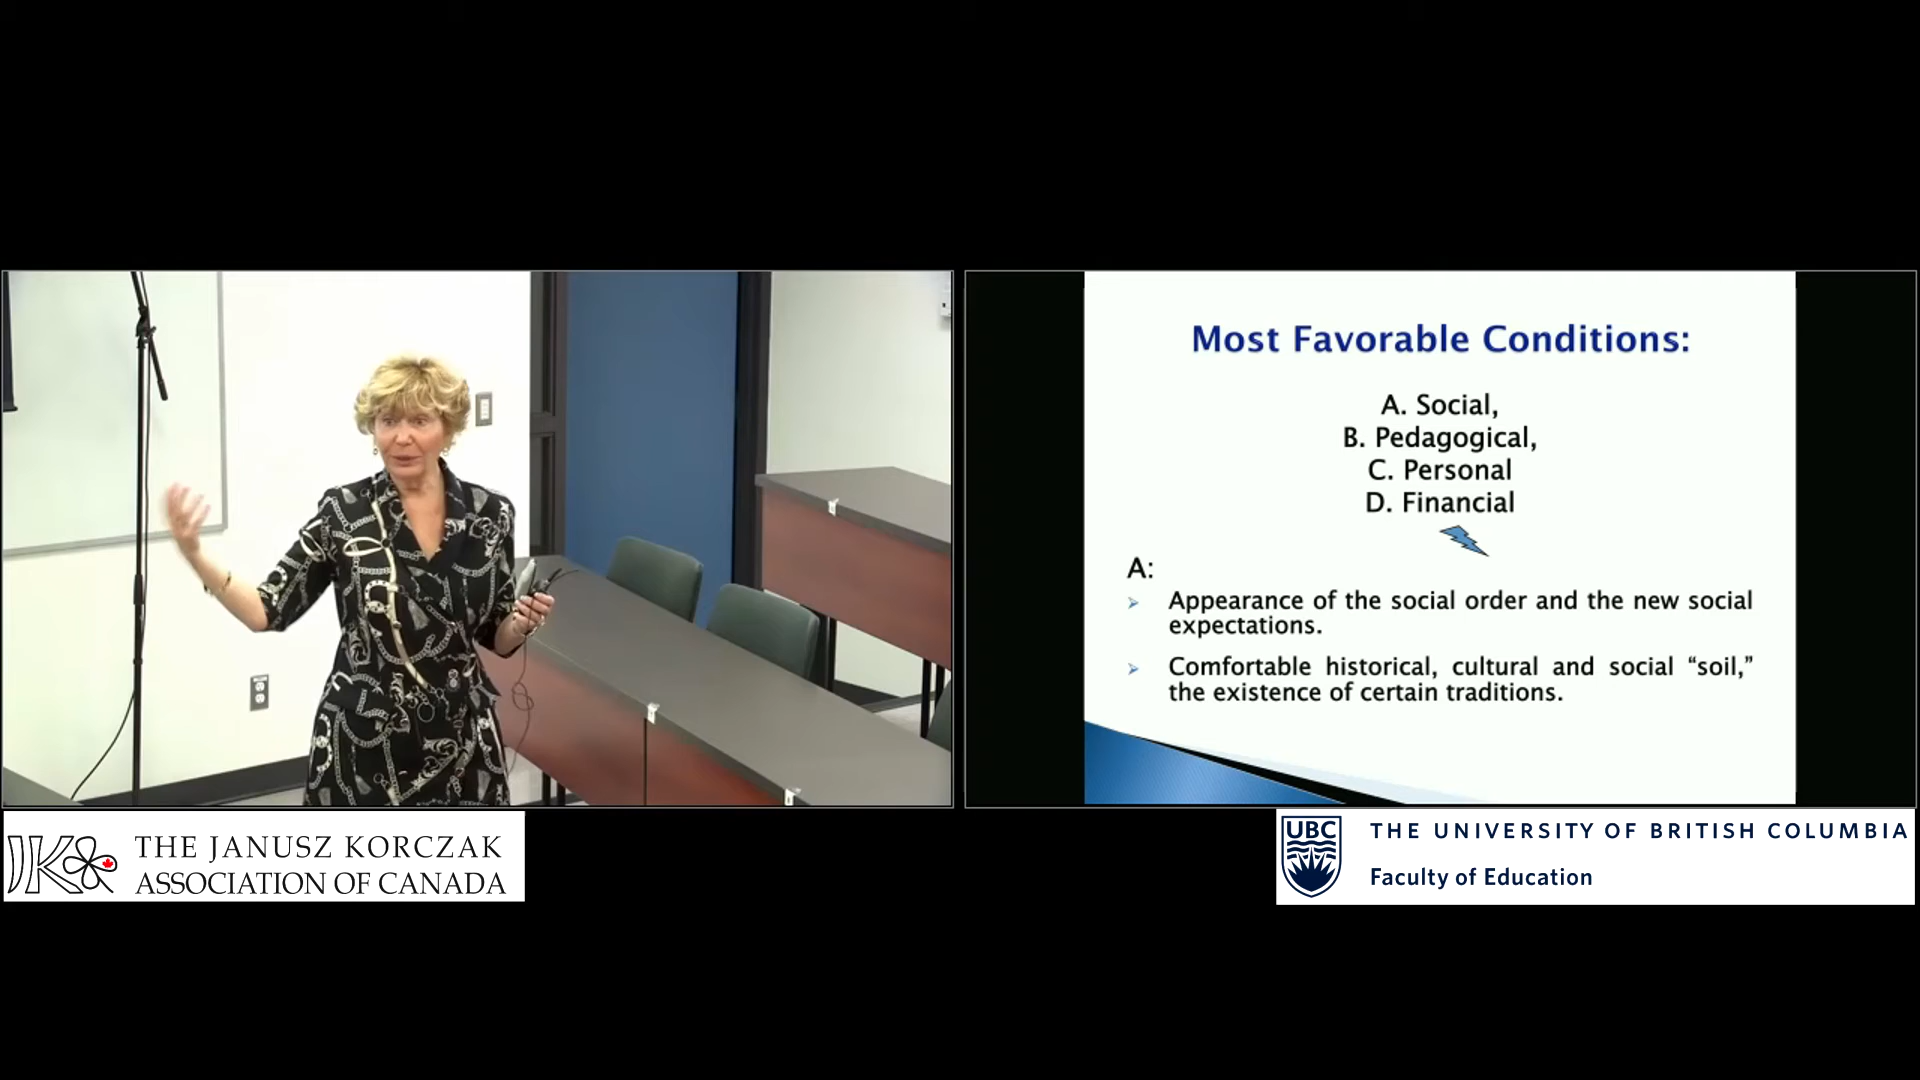 Most Favorable Conditions:
A. Social,
B. Pedagogical,
C. Personal
D. Financial
A:
Appearance of the social order and the new social
expectations.
Comfortable historical, cultural and social “soil,”
the existence of certain traditions.
JK
THE JANUSZ KORCZAK
ASSOCIATION OF CANADA
UBC
THE UNIVERSITY OF BRITISH COLUMBIA
Faculty of Education